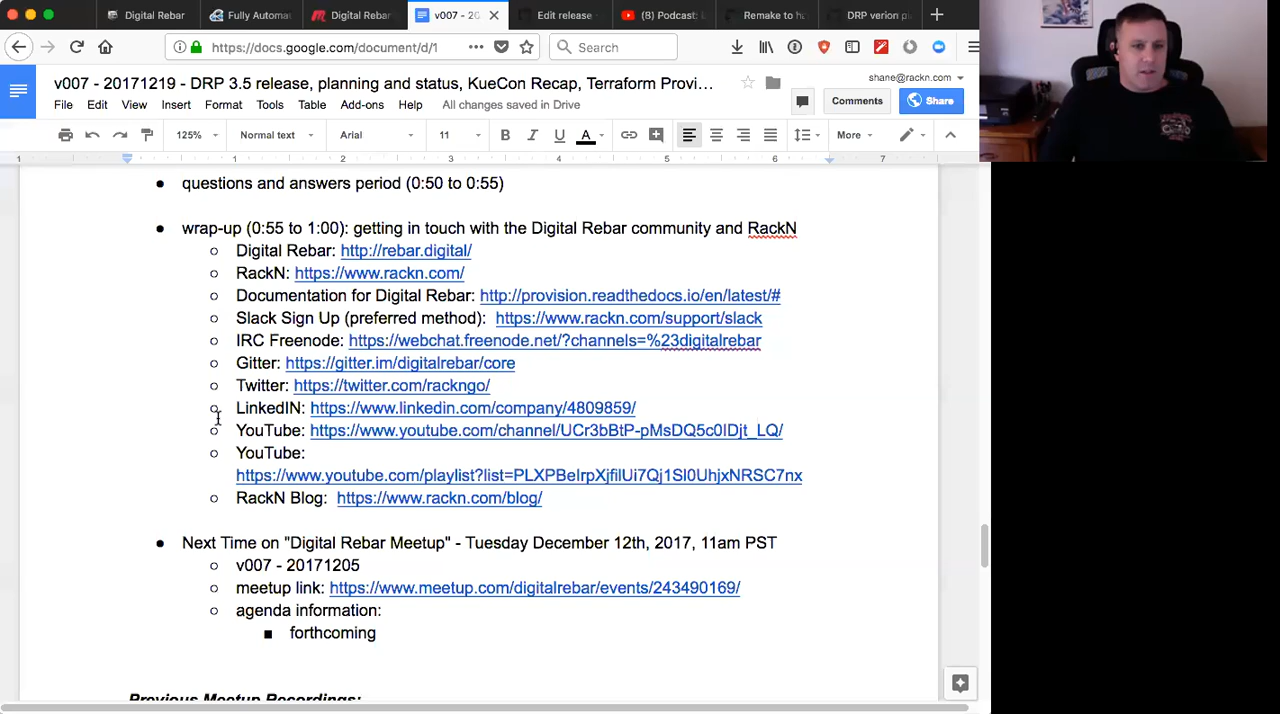 Digital Rebar
Fully Automat
Digital Rebar
v007 - 20
Edit release
(8) Podcast:
Remake to h
DRP verion pl
https://docs.google.com/document/d/1
Search
v007 - 20171219 - DRP 3.5 release, planning and status, KueCon Recap, Terraform Provi…
shane@rackn.com
File Edit View Insert Format Tools Table Add-ons Help All changes saved in Drive
Comments
Share
125% Normal text Arial 11 B I U A More
1 1 2 3 4 5 6 7
questions and answers period (0:50 to 0:55)
wrap-up (0:55 to 1:00): getting in touch with the Digital Rebar community and RackN
Digital Rebar: http://rebar.digital/
RackN: https://www.rackn.com/
Documentation for Digital Rebar: http://provision.readthedocs.io/en/latest/#
Slack Sign Up (preferred method): https://www.rackn.com/support/slack
IRC Freenode: https://webchat.freenode.net/?channels=%23digitalrebar
Gitter: https://gitter.im/digitalrebar/core
Twitter: https://twitter.com/rackngo/
LinkedIN: https://www.linkedin.com/company/4809859/
YouTube: https://www.youtube.com/channel/UCr3bBtP-pMsDQ5c0IDjt_LQ/
YouTube:
https://www.youtube.com/playlist?list=PLXPBeIrpXjfilUi7Qj1Sl0UhjxNRSC7nx
RackN Blog: https://www.rackn.com/blog/
Next Time on "Digital Rebar Meetup" - Tuesday December 12th, 2017, 11am PST
v007 - 20171205
meetup link: https://www.meetup.com/digitalrebar/events/243490169/
agenda information:
forthcoming
Previous Meetup Recordings: